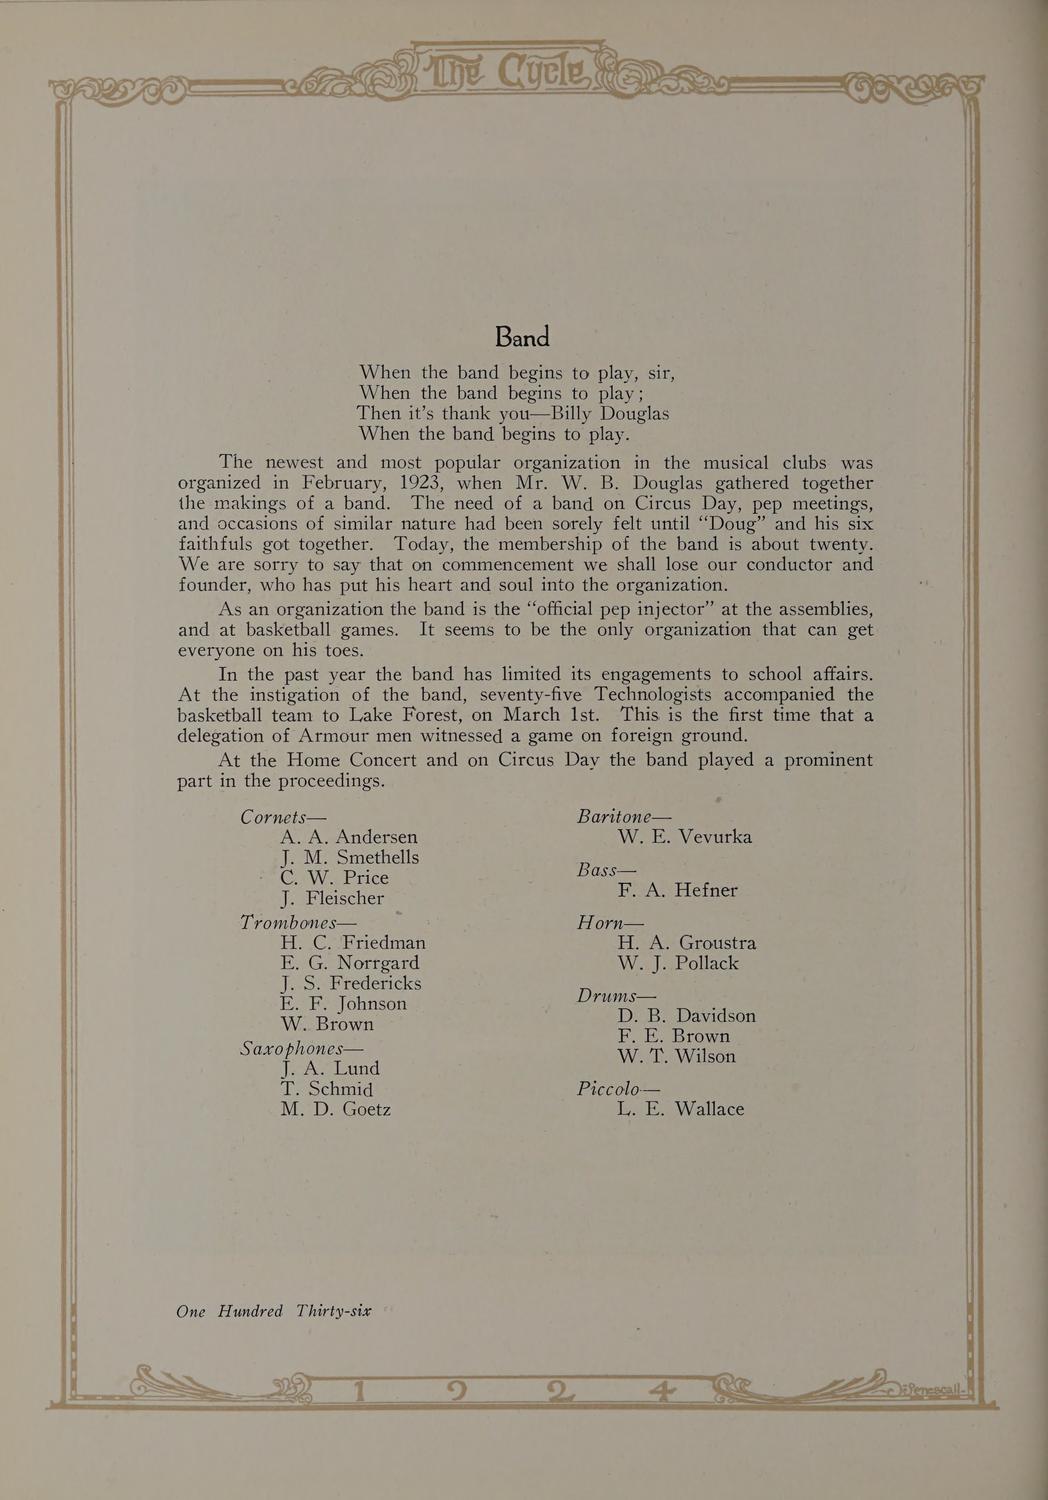 The Cycle
Band
When the band begins to play, sir,
When the band begins to play;
Then it's thank you—Billy Douglas
When the band begins to play.
The newest and most popular organization in the musical clubs was
organized in February, 1923, when Mr. W. B. Douglas gathered together
the makings of a band. The need of a band on Circus Day, pep meetings,
and occasions of similar nature had been sorely felt until “Doug” and his six
faithfuls got together. Today, the membership of the band is about twenty.
We are sorry to say that on commencement we shall lose our conductor and
founder, who has put his heart and soul into the organization.
As an organization the band is the “official pep injector” at the assemblies,
and at basketball games. It seems to be the only organization that can get
everyone on his toes.
In the past year the band has limited its engagements to school affairs.
At the instigation of the band, seventy-five Technologists accompanied the
basketball team to Lake Forest, on March 1st. This is the first time that a
delegation of Armour men witnessed a game on foreign ground.
At the Home Concert and on Circus Day the band played a prominent
part in the proceedings.
Cornets—
A. A. Andersen
J. M. Smethells
C. W. Price
J. Fleischer
Trombones—
H. C. Friedman
E. G. Norrgard
J. S. Fredericks
E. F. Johnson
W. Brown
Saxophones—
J. A. Lund
T. Schmid
M. D. Goetz
Baritone—
W. E. Vevurka
Bass—
F. A. Hefner
Horn—
H. A. Groustra
W. J. Pollack
Drums—
D. B. Davidson
F. E. Brown
W. T. Wilson
Piccolo—
L. E. Wallace
One Hundred Thirty-six
1924